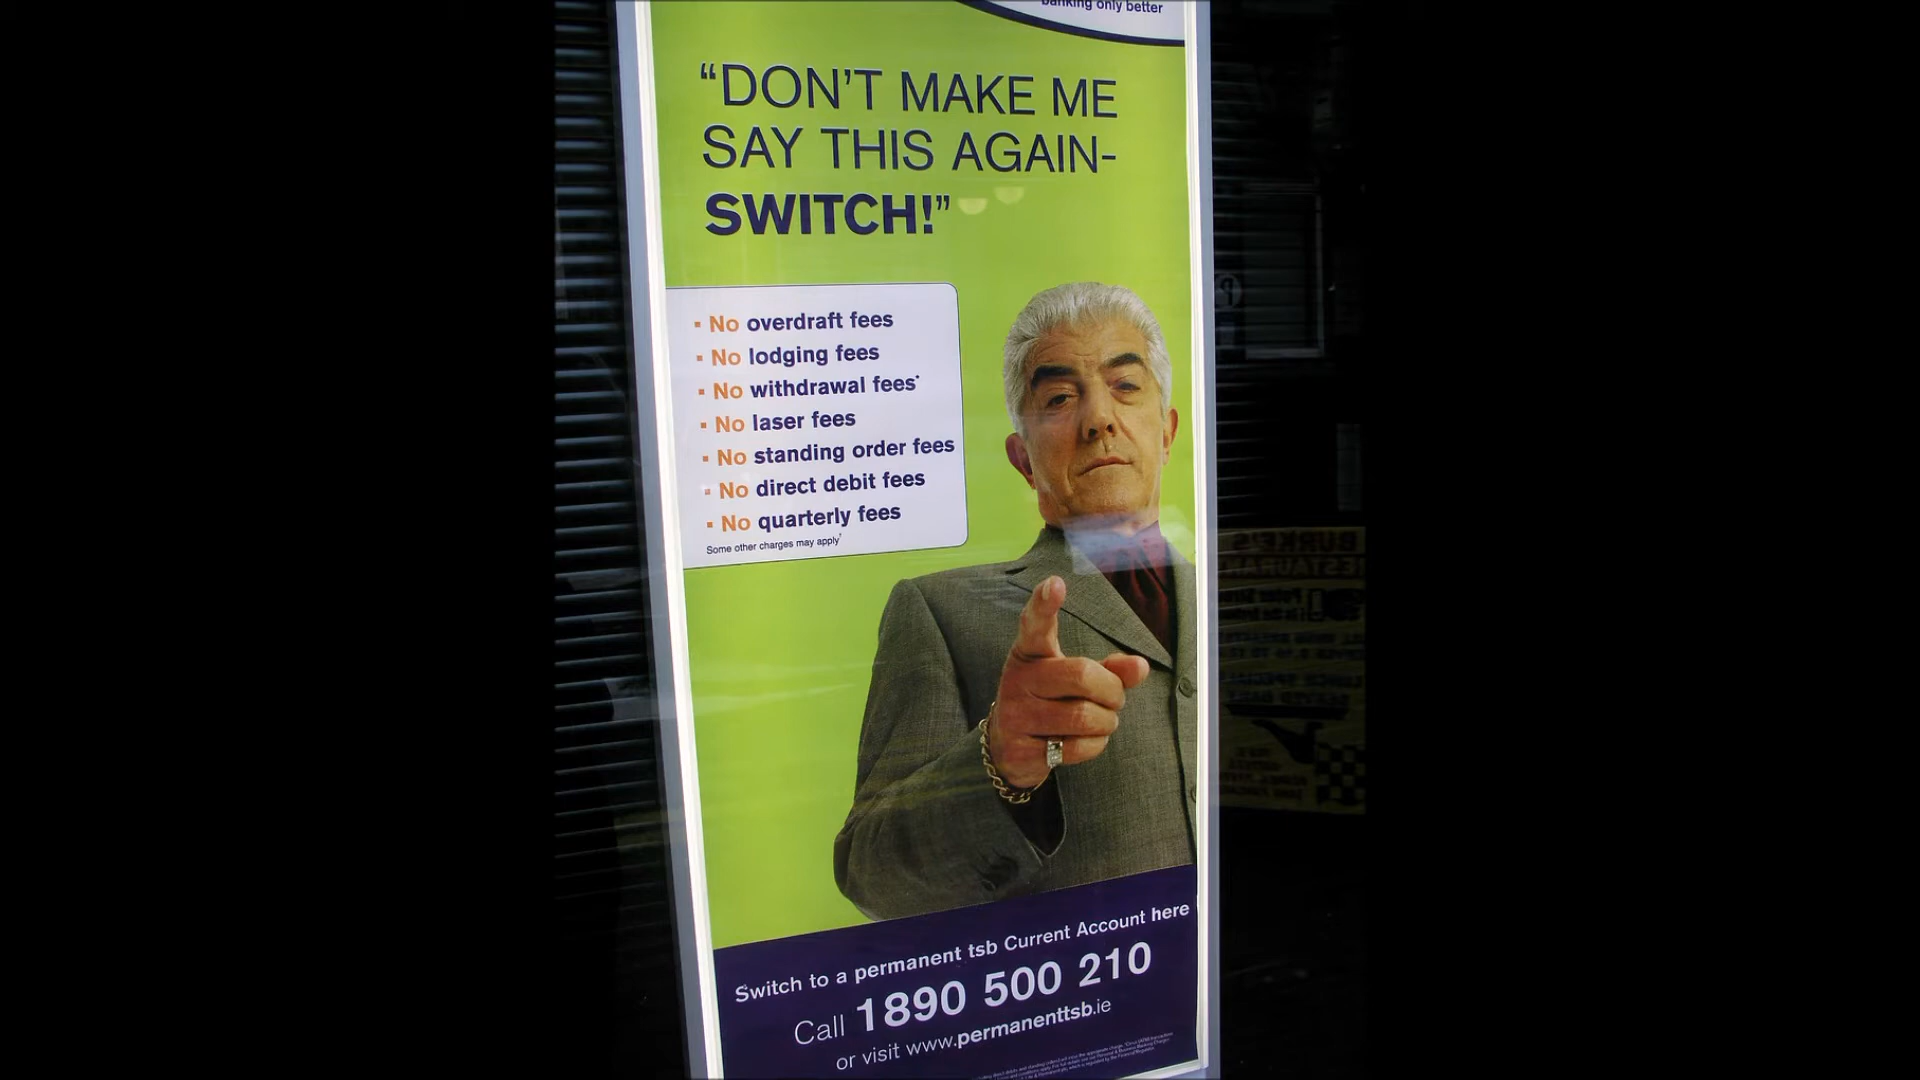 banking only better
“DON’T MAKE ME
SAY THIS AGAIN-
SWITCH!”
▪ No overdraft fees
▪ No lodging fees
▪ No withdrawal fees*
▪ No laser fees
▪ No standing order fees
▪ No direct debit fees
▪ No quarterly fees
Some other charges may apply†
Switch to a permanent tsb Current Account here
Call 1890 500 210
or visit www.permanenttsb.ie
BURKE'S
RESTAURANT